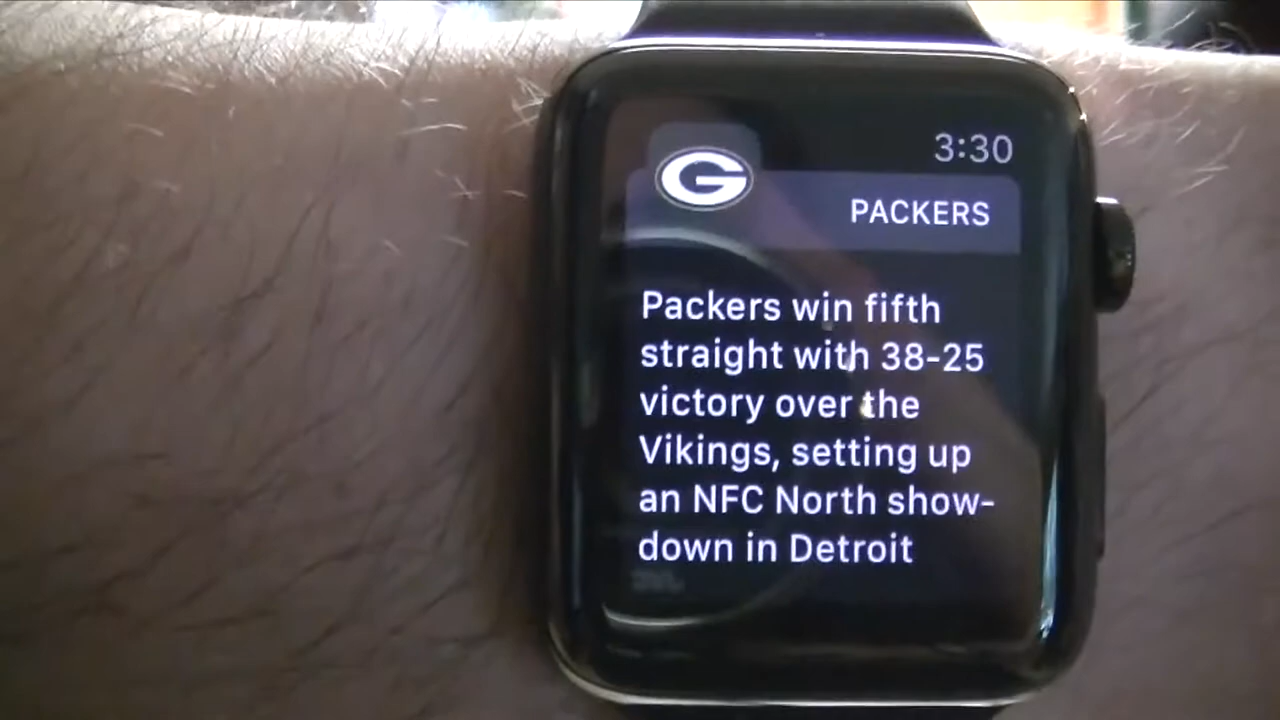 3:30
G
PACKERS
Packers win fifth
straight with 38-25
victory over the
Vikings, setting up
an NFC North show-
down in Detroit